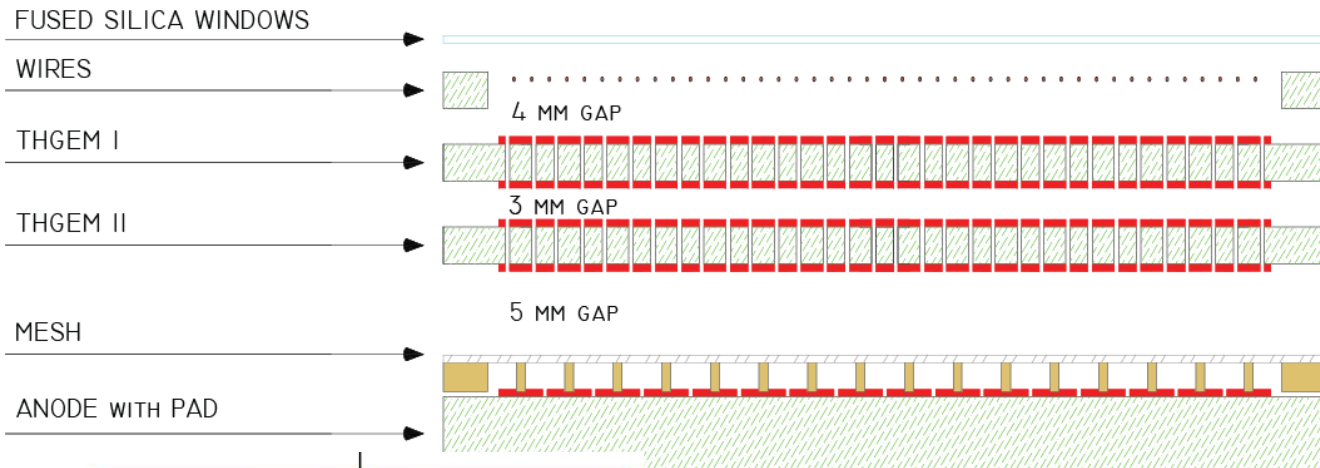 FUSED SILICA WINDOWS
WIRES
4 MM GAP
THGEM I
3 MM GAP
THGEM II
5 MM GAP
MESH
ANODE WITH PAD